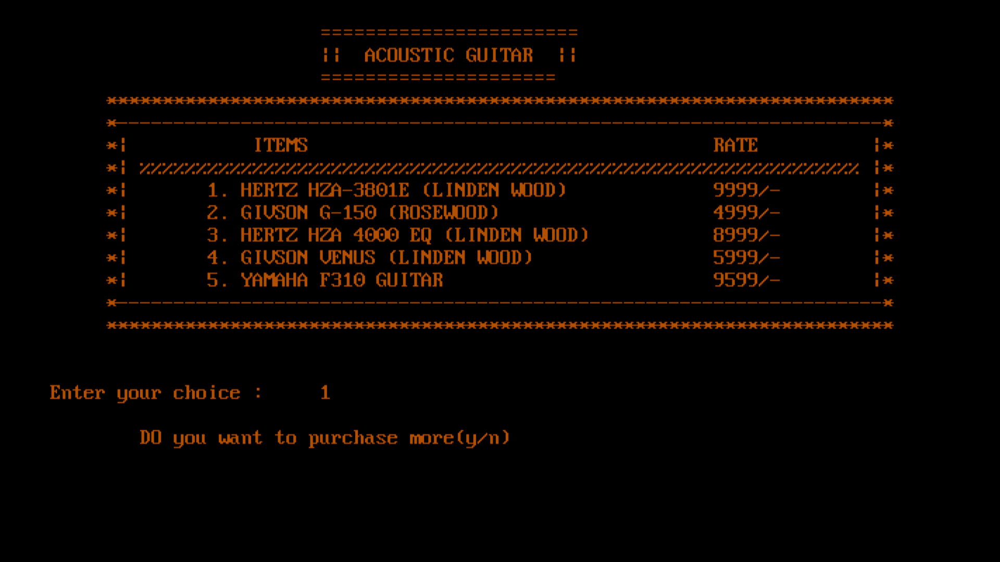 =======================
||  ACOUSTIC GUITAR  ||
=====================
**********************************************************************
*--------------------------------------------------------------------*
*| ITEMS RATE |*
*| %%%%%%%%%%%%%%%%%%%%%%%%%%%%%%%%%%%%%%%%%%%%%%%%%%%%%%%%%%%%%%%% |*
*| 1. HERTZ HZA-3801E (LINDEN WOOD) 9999/- |*
*| 2. GIVSON G-150 (ROSEWOOD) 4999/- |*
*| 3. HERTZ HZA 4000 EQ (LINDEN WOOD) 8999/- |*
*| 4. GIVSON VENUS (LINDEN WOOD) 5999/- |*
*| 5. YAMAHA F310 GUITAR 9599/- |*
*--------------------------------------------------------------------*
**********************************************************************
Enter your choice : 1
DO you want to purchase more(y/n)